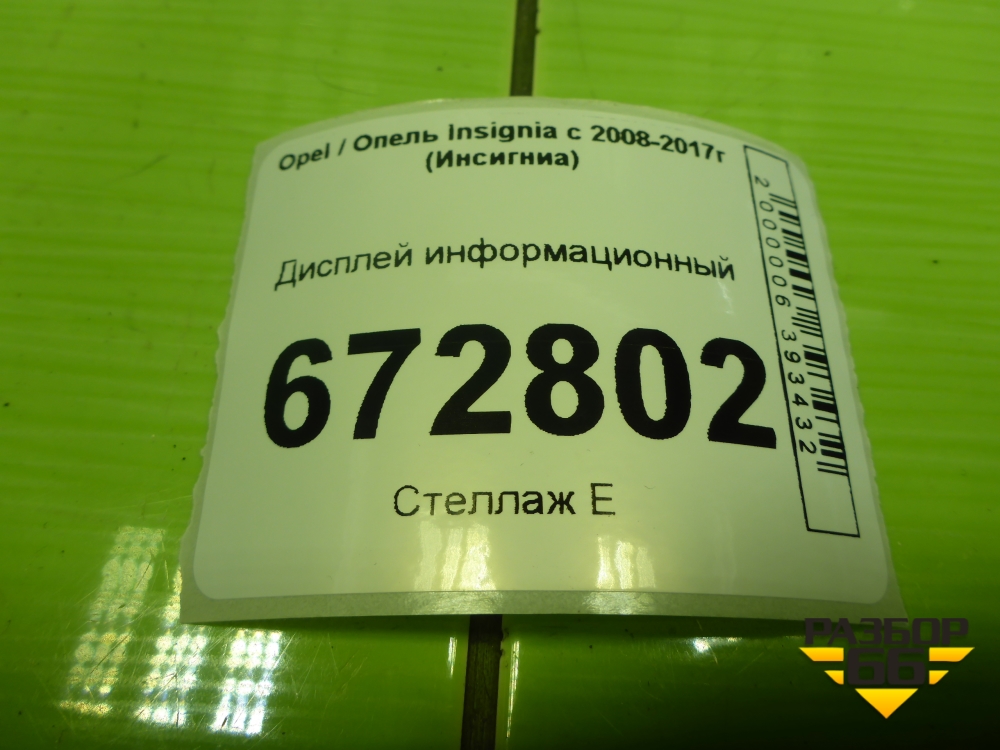 Opel / Опель Insignia с 2008-2017г
(Инсигниа)
Дисплей информационный
672802
Стеллаж Е
2000006393432
РАЗБОР
66